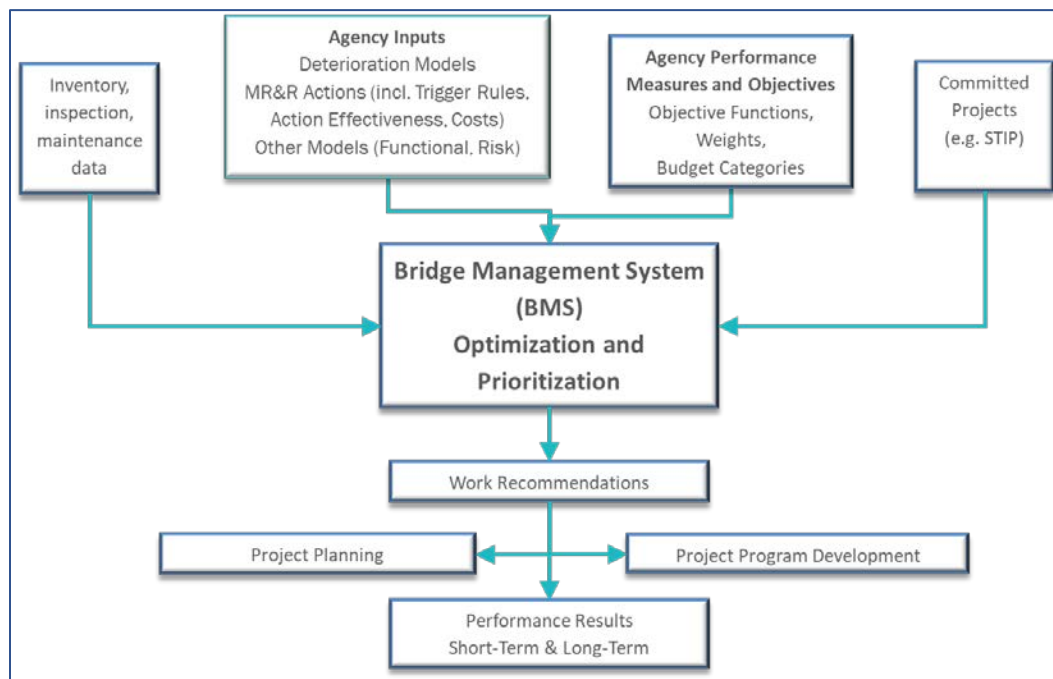 Inventory,
inspection,
maintenance
data
Agency Inputs
Deterioration Models
MR&R Actions (incl. Trigger Rules,
Action Effectiveness, Costs)
Other Models (Functional, Risk)
Agency Performance
Measures and Objectives
Objective Functions,
Weights,
Budget Categories
Committed
Projects
(e.g. STIP)
Bridge Management System
(BMS)
Optimization and
Prioritization
Work Recommendations
Project Planning
Project Program Development
Performance Results
Short-Term & Long-Term